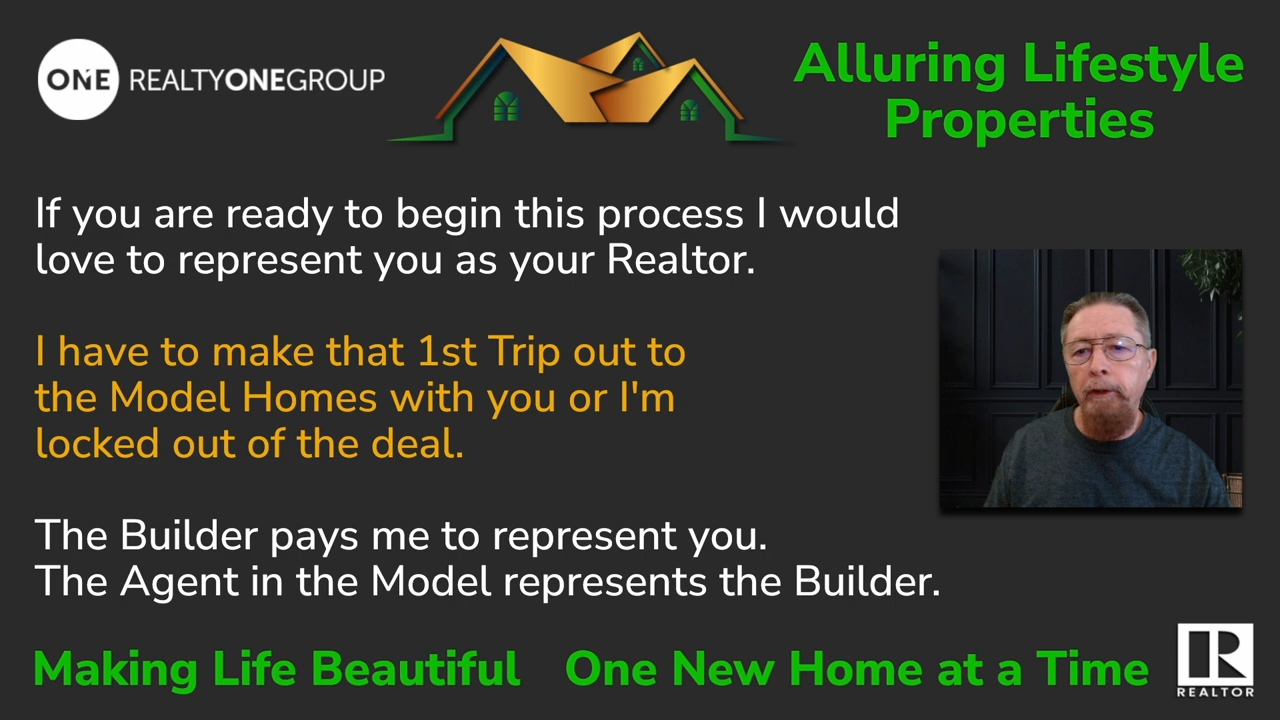 ONE REALTYONEGROUP
Alluring Lifestyle
Properties
If you are ready to begin this process I would
love to represent you as your Realtor.
I have to make that 1st Trip out to
the Model Homes with you or I'm
locked out of the deal.
The Builder pays me to represent you.
The Agent in the Model represents the Builder.
Making Life Beautiful One New Home at a Time
R
REALTOR